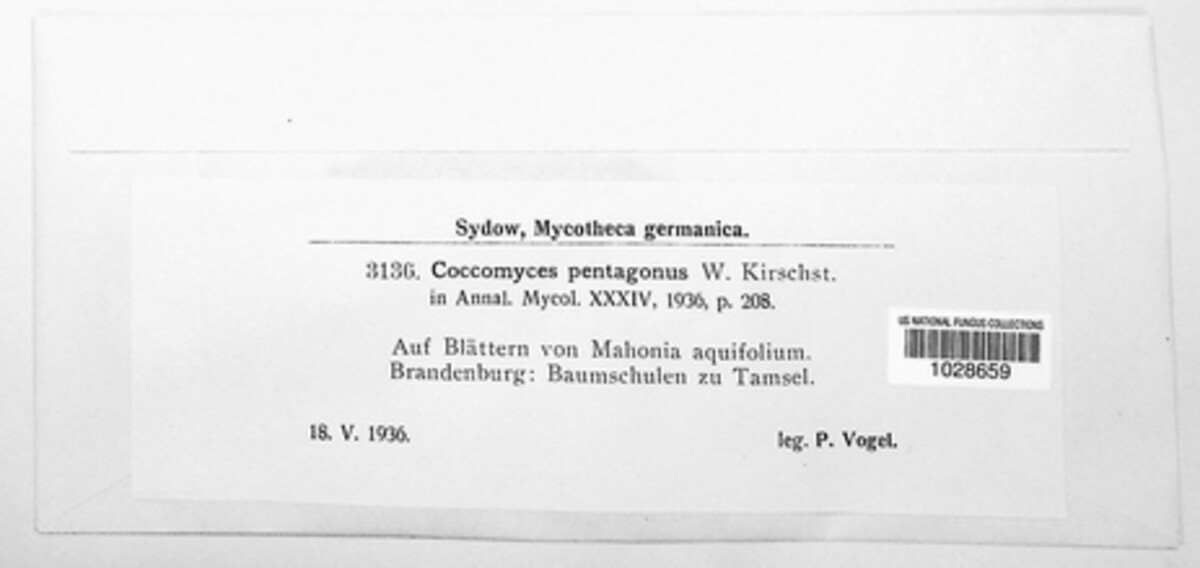 Sydow, Mycotheca germanica.
3136. Coccomyces pentagonus W. Kirschst.
in Annal. Mycol. XXXIV, 1936, p. 208.
Auf Blättern von Mahonia aquifolium.
Brandenburg: Baumschulen zu Tamsel.
18. V. 1936.
leg. P. Vogel.
US NATIONAL FUNGUS COLLECTIONS
1028659